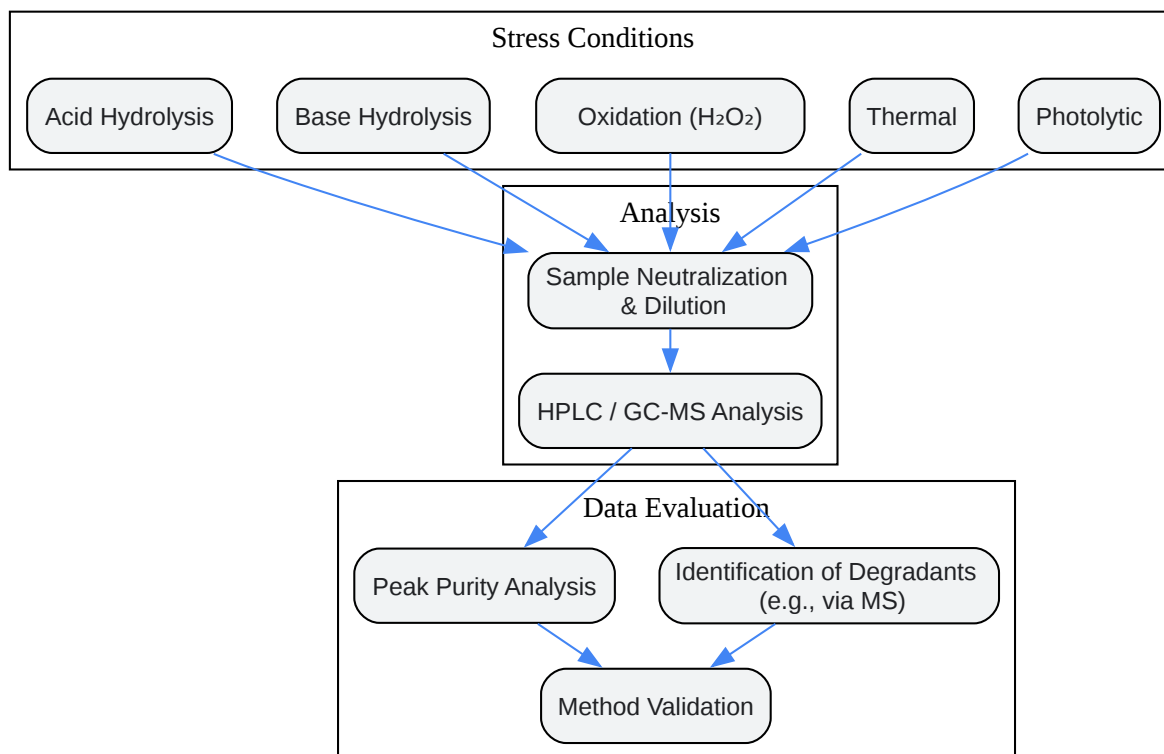 Stress Conditions
Acid Hydrolysis
Base Hydrolysis
Oxidation (H₂O₂)
Thermal
Photolytic
Analysis
Sample Neutralization
& Dilution
HPLC / GC-MS Analysis
Data Evaluation
Peak Purity Analysis
Identification of Degradants
(e.g., via MS)
Method Validation